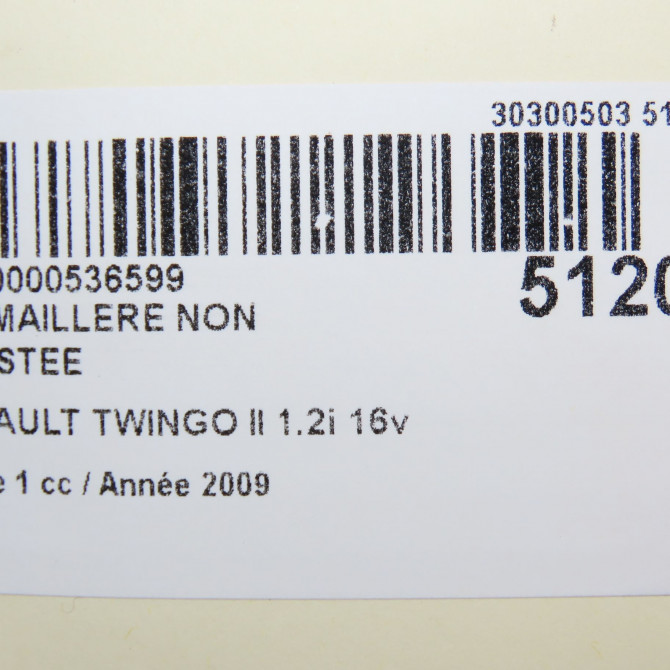 30300503 51
0000536599
5120
MAILLERE NON
STEE
AULT TWINGO II 1.2i 16v
e 1 cc / Année 2009